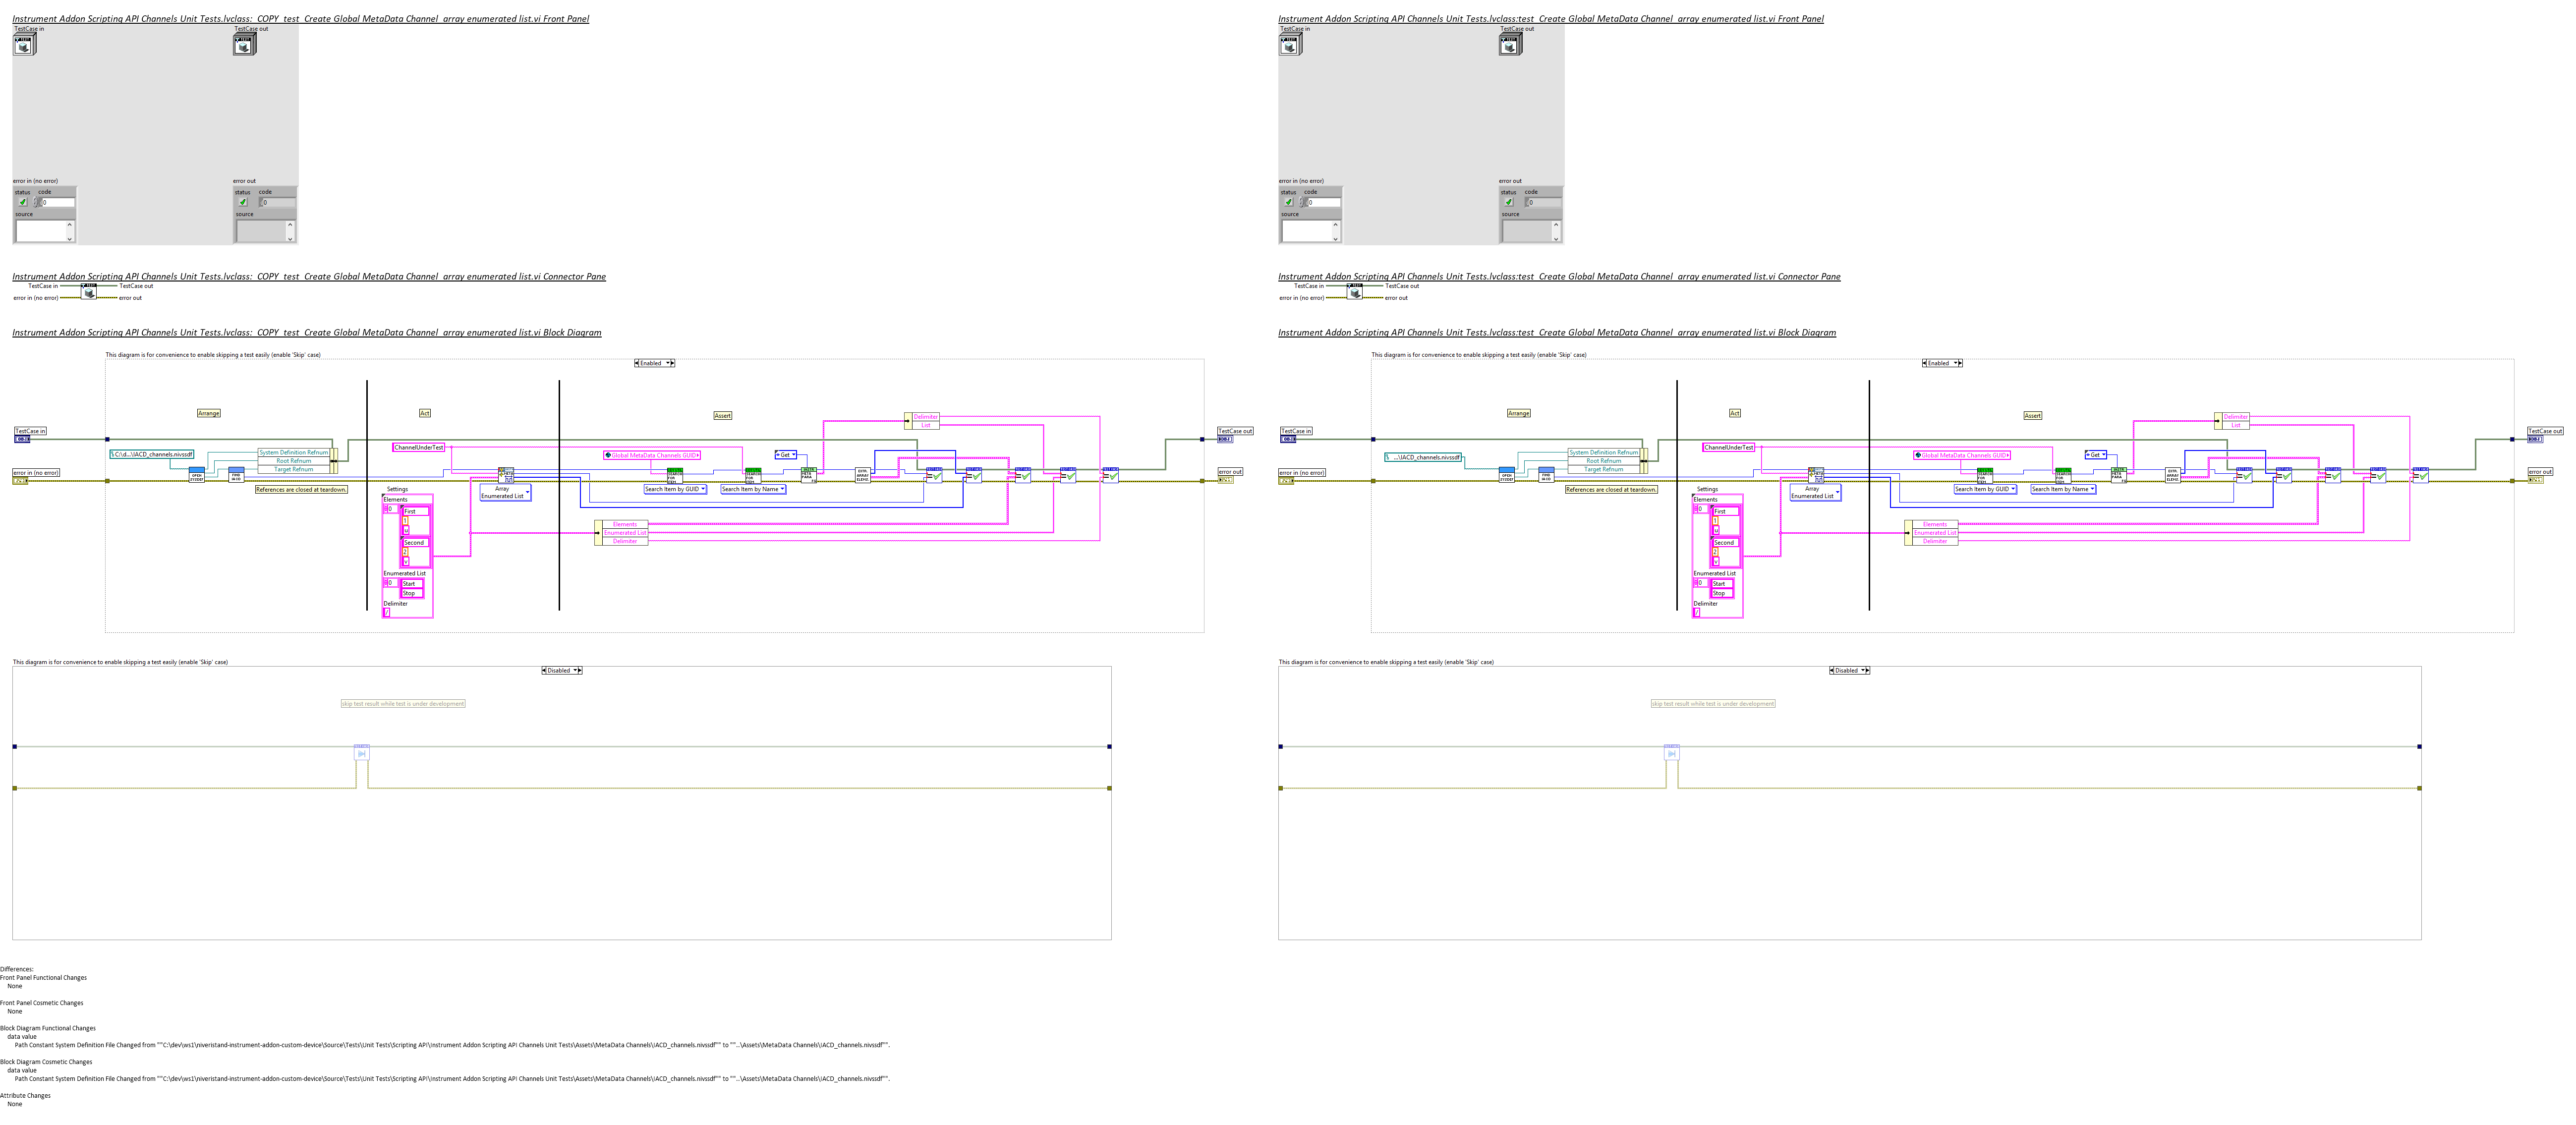 Instrument Addon Scripting API Channels Unit Tests.lvclass:_COPY_test_Create Global MetaData Channel_array enumerated list.vi Front Panel
TestCase in
TestCase out
error in (no error)
status code
0
source
error out
status code
0
source
Instrument Addon Scripting API Channels Unit Tests.lvclass:_COPY_test_Create Global MetaData Channel_array enumerated list.vi Connector Pane
TestCase in
TestCase out
error in (no error)
error out
Instrument Addon Scripting API Channels Unit Tests.lvclass:_COPY_test_Create Global MetaData Channel_array enumerated list.vi Block Diagram
This diagram is for convenience to enable skipping a test easily (enable 'Skip' case)
Enabled
Arrange
Act
Assert
TestCase in
C:\d...\IACD_channels.nivssdf
System Definition Refnum
Root Refnum
Target Refnum
error in (no error)
References are closed at teardown.
ChannelUnderTest
Array
Enumerated List
Settings
Elements
0
First
1
u
Second
2
v
Enumerated List
0
Start
Stop
Delimiter
/
Global MetaData Channels GUID
Search Item by GUID
Search Item by Name
Get
Delimiter
List
Elements
Enumerated List
Delimiter
TestCase out
error out
This diagram is for convenience to enable skipping a test easily (enable 'Skip' case)
Disabled
skip test result while test is under development
Instrument Addon Scripting API Channels Unit Tests.lvclass:test_Create Global MetaData Channel_array enumerated list.vi Front Panel
TestCase in
TestCase out
error in (no error)
status code
0
source
error out
status code
0
source
Instrument Addon Scripting API Channels Unit Tests.lvclass:test_Create Global MetaData Channel_array enumerated list.vi Connector Pane
TestCase in
TestCase out
error in (no error)
error out
Instrument Addon Scripting API Channels Unit Tests.lvclass:test_Create Global MetaData Channel_array enumerated list.vi Block Diagram
This diagram is for convenience to enable skipping a test easily (enable 'Skip' case)
Enabled
Arrange
Act
Assert
TestCase in
...\IACD_channels.nivssdf
System Definition Refnum
Root Refnum
Target Refnum
error in (no error)
References are closed at teardown.
ChannelUnderTest
Array
Enumerated List
Settings
Elements
0
First
1
u
Second
2
v
Enumerated List
0
Start
Stop
Delimiter
/
Global MetaData Channels GUID
Search Item by GUID
Search Item by Name
Get
Delimiter
List
Elements
Enumerated List
Delimiter
TestCase out
error out
This diagram is for convenience to enable skipping a test easily (enable 'Skip' case)
Disabled
skip test result while test is under development
Differences:
Front Panel Functional Changes
None
Front Panel Cosmetic Changes
None
Block Diagram Functional Changes
data value
Path Constant System Definition File Changed from ""C:\dev\ws1\niveristand-instrument-addon-custom-device\Source\Tests\Unit Tests\Scripting API\Instrument Addon Scripting API Channels Unit Tests\Assets\MetaData Channels\IACD_channels.nivssdf"" to ""..\Assets\MetaData Channels\IACD_channels.nivssdf"".
Block Diagram Cosmetic Changes
data value
Path Constant System Definition File Changed from ""C:\dev\ws1\niveristand-instrument-addon-custom-device\Source\Tests\Unit Tests\Scripting API\Instrument Addon Scripting API Channels Unit Tests\Assets\MetaData Channels\IACD_channels.nivssdf"" to ""..\Assets\MetaData Channels\IACD_channels.nivssdf"".
Attribute Changes
None